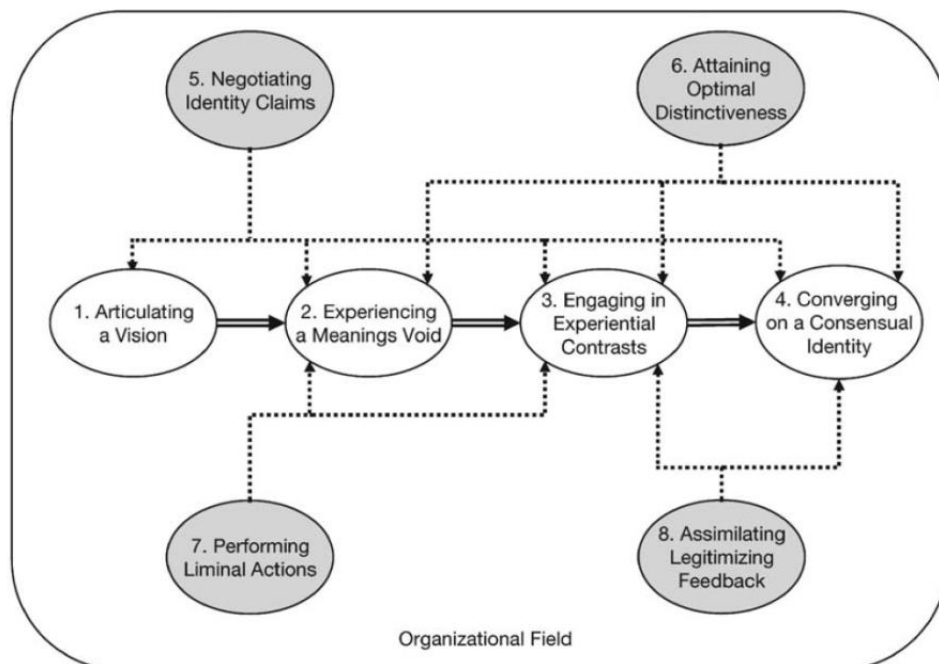 5. Negotiating
Identity Claims
6. Attaining
Optimal
Distinctiveness
1. Articulating
a Vision
2. Experiencing
a Meanings Void
3. Engaging in
Experiential
Contrasts
4. Converging
on a Consensual
Identity
7. Performing
Liminal Actions
8. Assimilating
Legitimizing
Feedback
Organizational Field